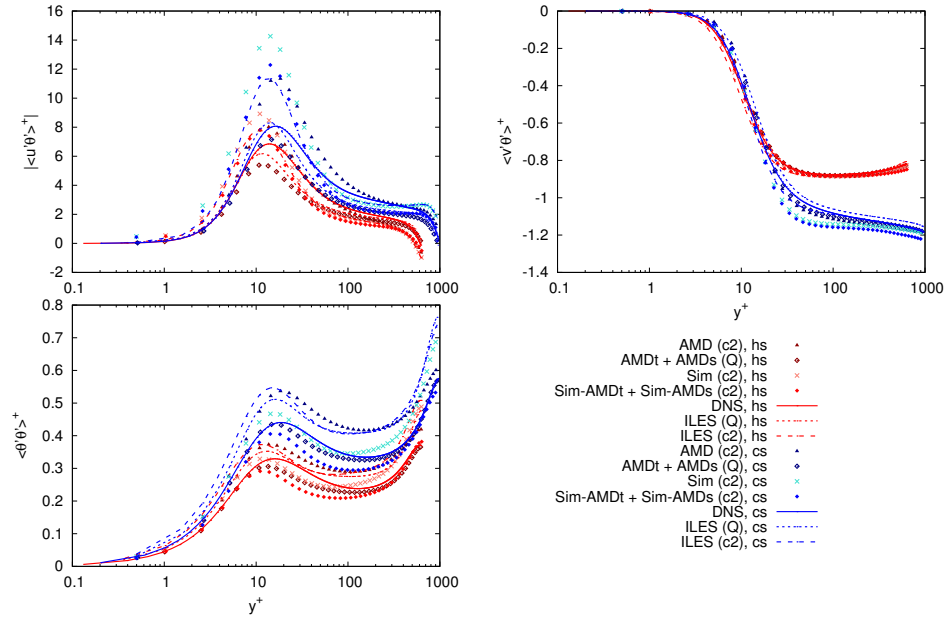 16
14
12
10
8
6
4
2
0
-2
0.1 1 10 100 1000
|<u'θ'>+|
0
-0.2
-0.4
-0.6
-0.8
-1
-1.2
-1.4
0.1 1 10 100 1000
<v'θ'>+
y+
0.8
0.7
0.6
0.5
0.4
0.3
0.2
0.1
0
0.1 1 10 100 1000
<θ'θ'>+
y+
AMD (c2), hs
AMDt + AMDs (Q), hs
Sim (c2), hs
Sim-AMDt + Sim-AMDs (c2), hs
DNS, hs
ILES (Q), hs
ILES (c2), hs
AMD (c2), cs
AMDt + AMDs (Q), cs
Sim (c2), cs
Sim-AMDt + Sim-AMDs (c2), cs
DNS, cs
ILES (Q), cs
ILES (c2), cs